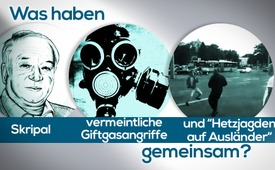 Was haben
Skripal
vermeintliche
Giftgasangriffe
und "Hetzjagden
auf Ausländer"
gemeinsam?